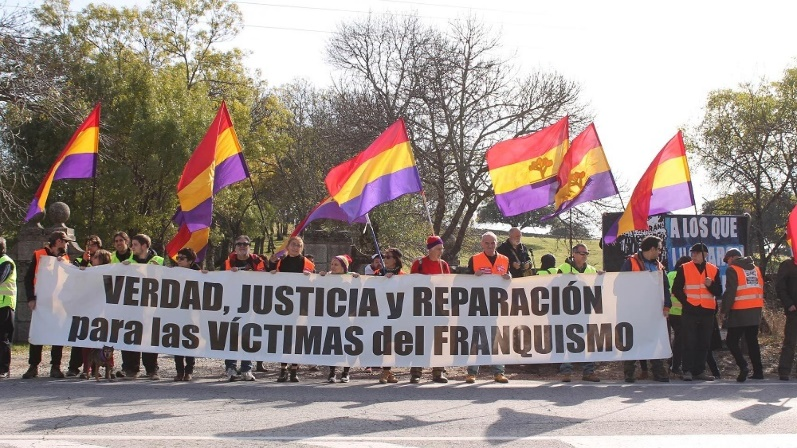 VERDAD, JUSTICIA y REPARACIÓN
para las VÍCTIMAS del FRANQUISMO
A LOS QUE